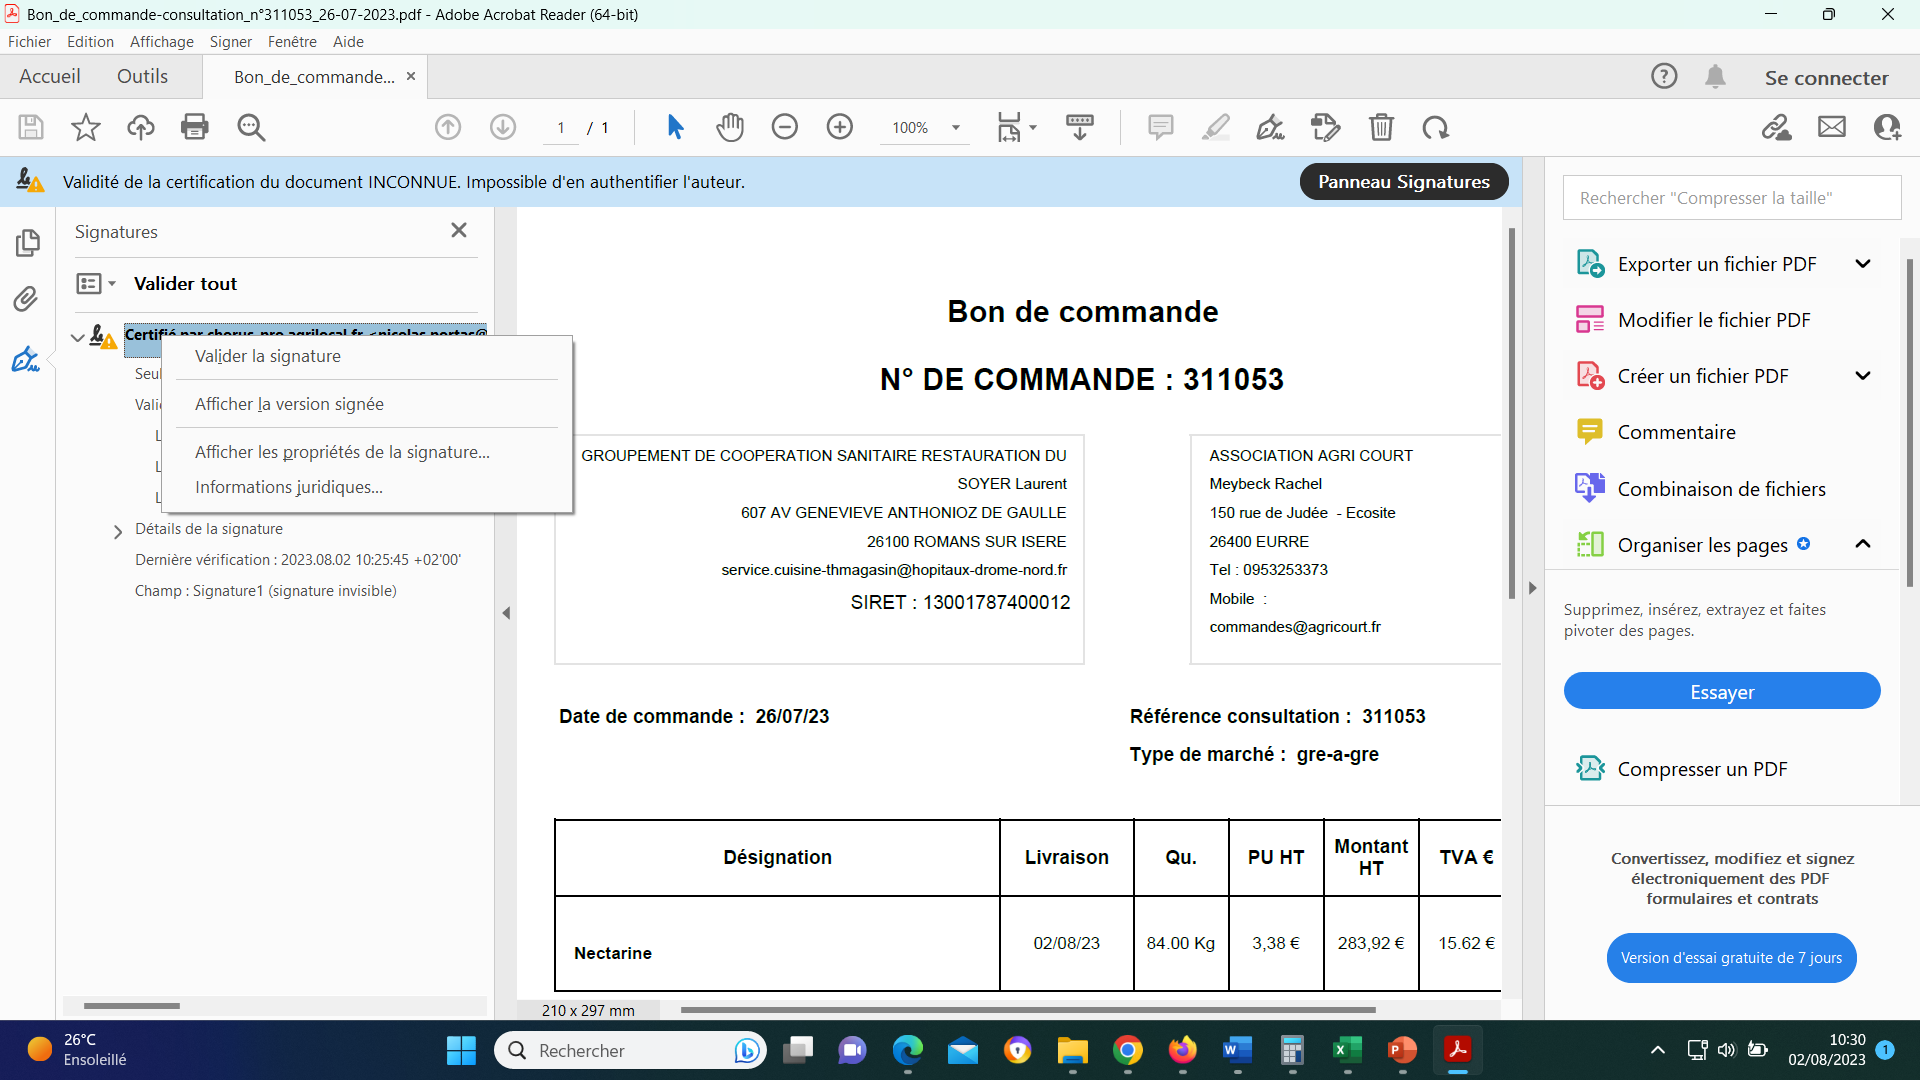 Bon_de_commande-consultation_n°311053_26-07-2023.pdf - Adobe Acrobat Reader (64-bit)
Fichier Edition Affichage Signer Fenêtre Aide
Accueil Outils Bon_de_commande... × Se connecter
1 / 1 100%
Validité de la certification du document INCONNUE. Impossible d'en authentifier l'auteur. Panneau Signatures
Signatures
Valider tout
Certifié par chorus-pro.agrilocal.fr <nicolas.portas@
Seul
Vali
L
L
L
Valider la signature
Afficher la version signée
Afficher les propriétés de la signature...
Informations juridiques...
Détails de la signature
Dernière vérification : 2023.08.02 10:25:45 +02'00'
Champ : Signature1 (signature invisible)
Bon de commande
N° DE COMMANDE : 311053
GROUPEMENT DE COOPERATION SANITAIRE RESTAURATION DU
SOYER Laurent
607 AV GENEVIEVE ANTHONIOZ DE GAULLE
26100 ROMANS SUR ISERE
service.cuisine-thmagasin@hopitaux-drome-nord.fr
SIRET : 13001787400012
ASSOCIATION AGRI COURT
Meybeck Rachel
150 rue de Judée - Ecosite
26400 EURRE
Tel : 0953253373
Mobile :
commandes@agricourt.fr
Date de commande : 26/07/23
Référence consultation : 311053
Type de marché : gre-a-gre
Désignation Livraison Qu. PU HT Montant HT TVA €
Nectarine 02/08/23 84.00 Kg 3,38 € 283,92 € 15.62 €
210 x 297 mm
Rechercher "Compresser la taille"
Exporter un fichier PDF
Modifier le fichier PDF
Créer un fichier PDF
Commentaire
Combinaison de fichiers
Organiser les pages
Supprimez, insérez, extrayez et faites
pivoter des pages.
Essayer
Compresser un PDF
Convertissez, modifiez et signez
électroniquement des PDF
formulaires et contrats
Version d'essai gratuite de 7 jours
26°C
Ensoleillé
Rechercher
10:30
02/08/2023
1